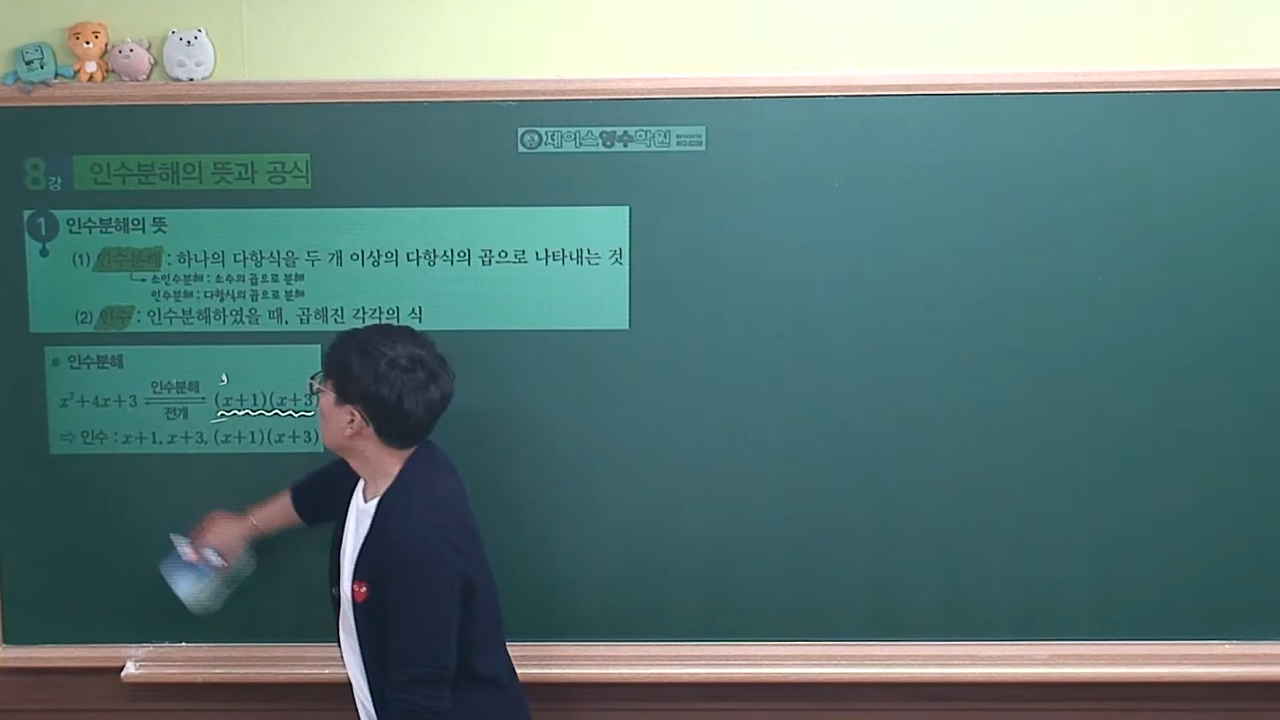 제이스영수학원
8강 인수분해의 뜻과 공식
1 인수분해의 뜻
(1) 인수분해 : 하나의 다항식을 두 개 이상의 다항식의 곱으로 나타내는 것
소인수분해 : 소수의 곱으로 분해
인수분해 : 다항식의 곱으로 분해
(2) 인수 : 인수분해하였을 때, 곱해진 각각의 식
인수분해
x²+4x+3 인수분해 전개 (x+1)(x+3)
⇨ 인수 : x+1, x+3, (x+1)(x+3)